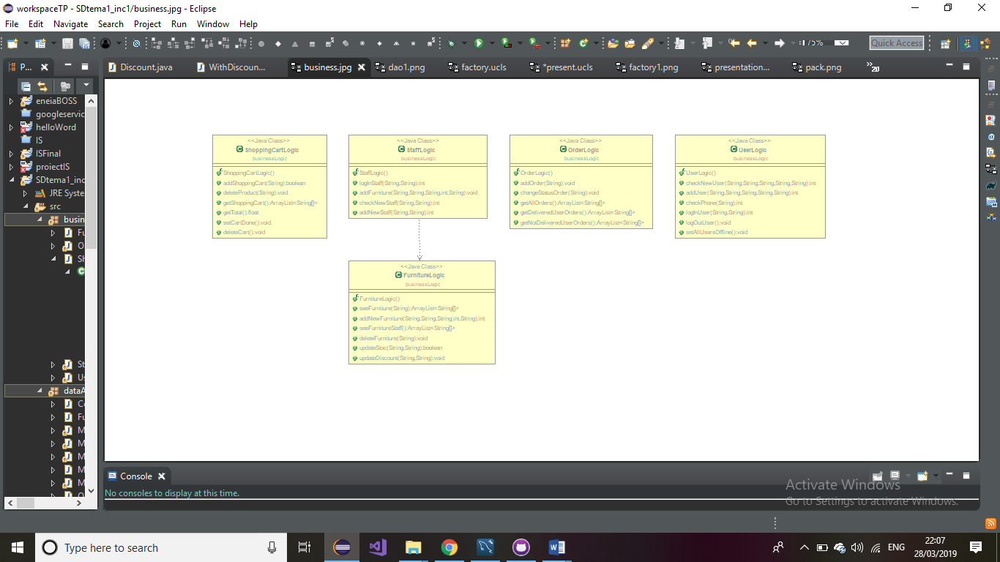 workspaceTP - SDtema1_inc1/business.jpg - Eclipse
File Edit Navigate Search Project Run Window Help
75% Quick Access
P... Discount.java WithDiscoun... business.jpg dao1.png factory.ucls *present.ucls factory1.png presentation... pack.png »20
eneiaBOSS
googleservic
helloWord
IS
ISFinal
proiectIS
SDtema1_inc
JRE Syste
src
busin
Fu
O
Sh
St
Us
dataA
Co
Fu
M
M
M
M
M
O
<<Java Class>>
ShoppingCartLogic
businessLogic
ShoppingCartLogic()
addShoppingCart(String):boolean
deleteProduct(String):void
getShoppingCart():ArrayList<String[]>
getTotal():float
setCartDone():void
deleteCart():void
<<Java Class>>
StaffLogic
businessLogic
StaffLogic()
logInStaff(String,String):int
addFurniture(String,String,String,int,String):void
checkNewStaff(String,String):int
addNewStaff(String,String):int
<<Java Class>>
OrderLogic
businessLogic
OrderLogic()
addOrder(String):void
changeStatusOrder(String):void
getAllOrders():ArrayList<String[]>
getDeliveredUserOrders():ArrayList<String[]>
getNotDeliveredUserOrders():ArrayList<String[]>
<<Java Class>>
UserLogic
businessLogic
UserLogic()
checkNewUser(String,String,String,String,String):int
addUser(String,String,String,String,String):int
checkPhone(String):int
logInUser(String,String):int
logOutUser():void
setAllUsersOffline():void
<<Java Class>>
FurnitureLogic
businessLogic
FurnitureLogic()
seeFurniture(String):ArrayList<String[]>
addNewFurniture(String,String,String,int,String):int
seeFurnitureStaff():ArrayList<String[]>
deleteFurniture(String):void
updateStoc(String,String):boolean
updateDiscount(String,String):void
Console
No consoles to display at this time.
Activate Windows
Go to Settings to activate Windows.
Type here to search
ENG
22:07
28/03/2019